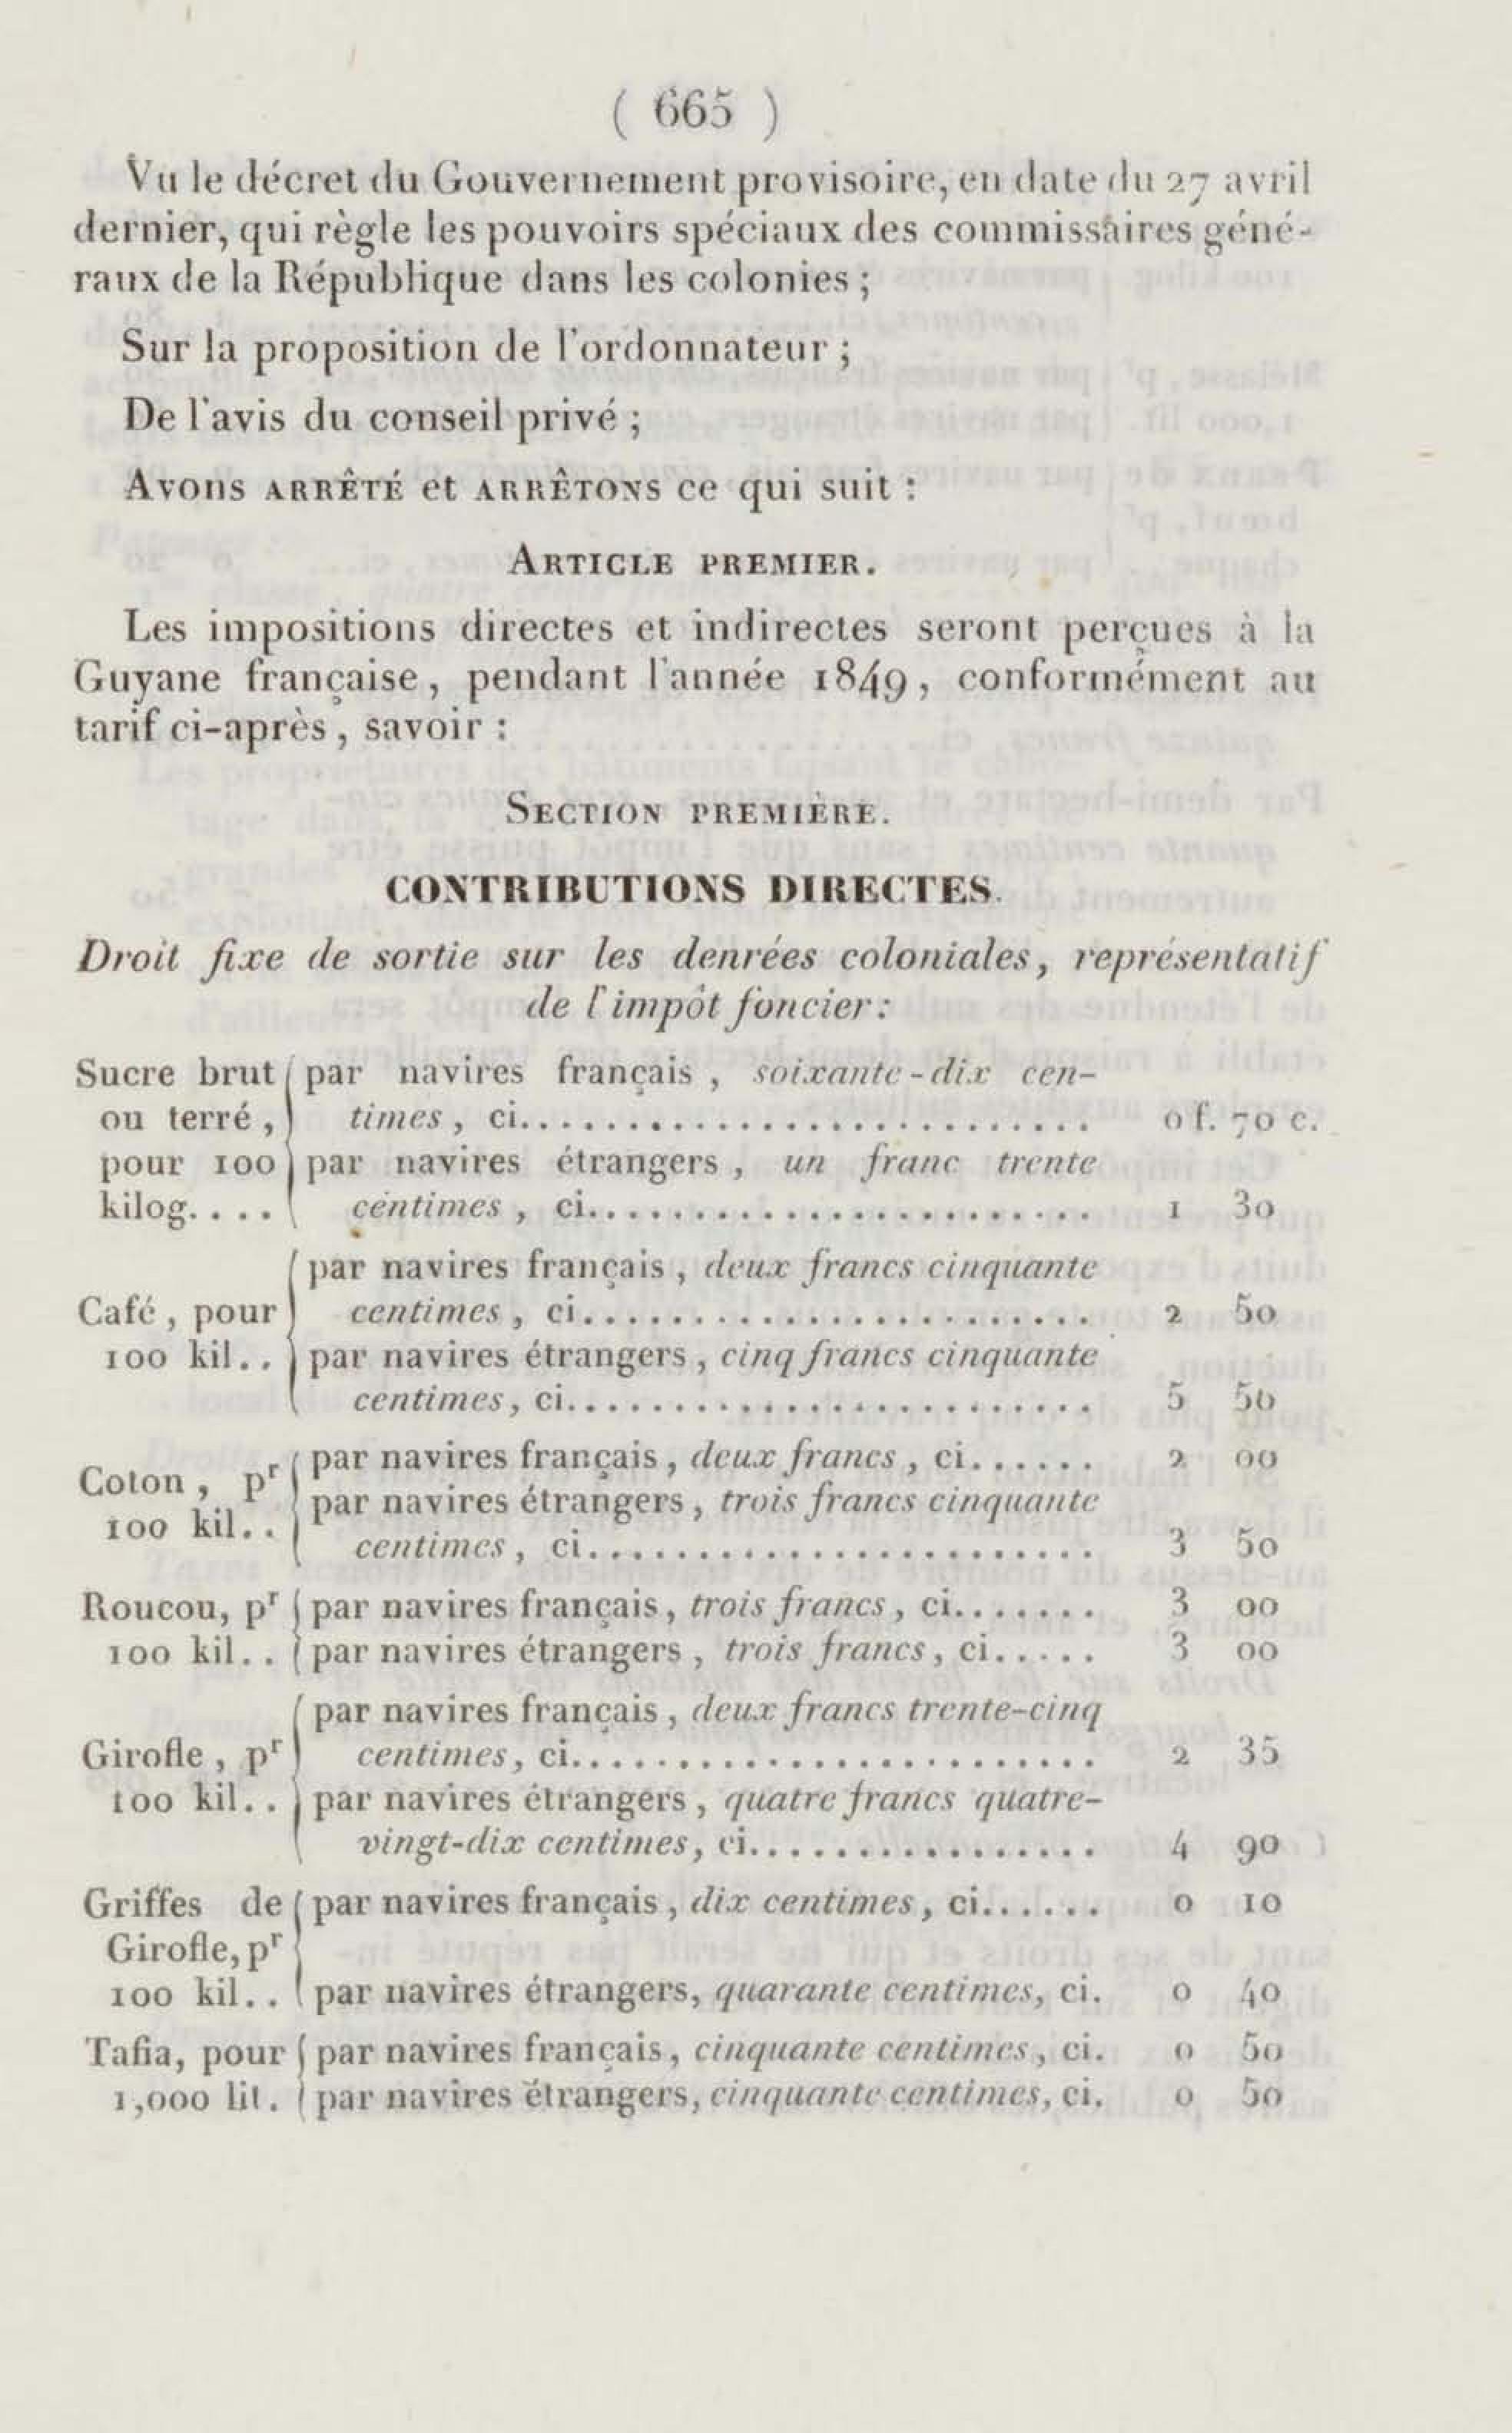 ( 665 )
Vu le décret du Gouvernement provisoire, en date du 27 avril
dernier, qui règle les pouvoirs spéciaux des commissaires géné-
raux de la République dans les colonies ;
Sur la proposition de l'ordonnateur ;
De l'avis du conseil privé ;
Avons ARRÊTÉ et ARRÊTONS ce qui suit :
ARTICLE PREMIER.
Les impositions directes et indirectes seront perçues à la
Guyane française, pendant l'année 1849, conformément au
tarif ci-après, savoir :
SECTION PREMIÈRE.
CONTRIBUTIONS DIRECTES.
Droit fixe de sortie sur les denrées coloniales, représentatif
de l'impôt foncier :
Sucre brut par navires français, soixante-dix cen-
ou terré, times, ci.......................... 0 f. 70 c.
pour 100 par navires étrangers, un franc trente
kilog.... centimes, ci....................... 1 30
par navires français, deux francs cinquante
Café, pour centimes, ci....................... 2 50
100 kil.. par navires étrangers, cinq francs cinquante
centimes, ci........................ 5 50
Coton, pr par navires français, deux francs, ci...... 2 00
par navires étrangers, trois francs cinquante
100 kil.. centimes, ci....................... 3 50
Roucou, pr par navires français, trois francs, ci....... 3 00
100 kil.. par navires étrangers, trois francs, ci..... 3 00
par navires français, deux francs trente-cinq
Girofle, pr centimes, ci........................ 2 35
100 kil.. par navires étrangers, quatre francs quatre-
vingt-dix centimes, ci................ 4 90
Griffes de par navires français, dix centimes, ci...... 0 10
Girofle, pr
100 kil.. par navires étrangers, quarante centimes, ci. 0 40
Tafia, pour par navires français, cinquante centimes, ci. 0 50
1,000 lit. par navires étrangers, cinquante centimes, ci. 0 50